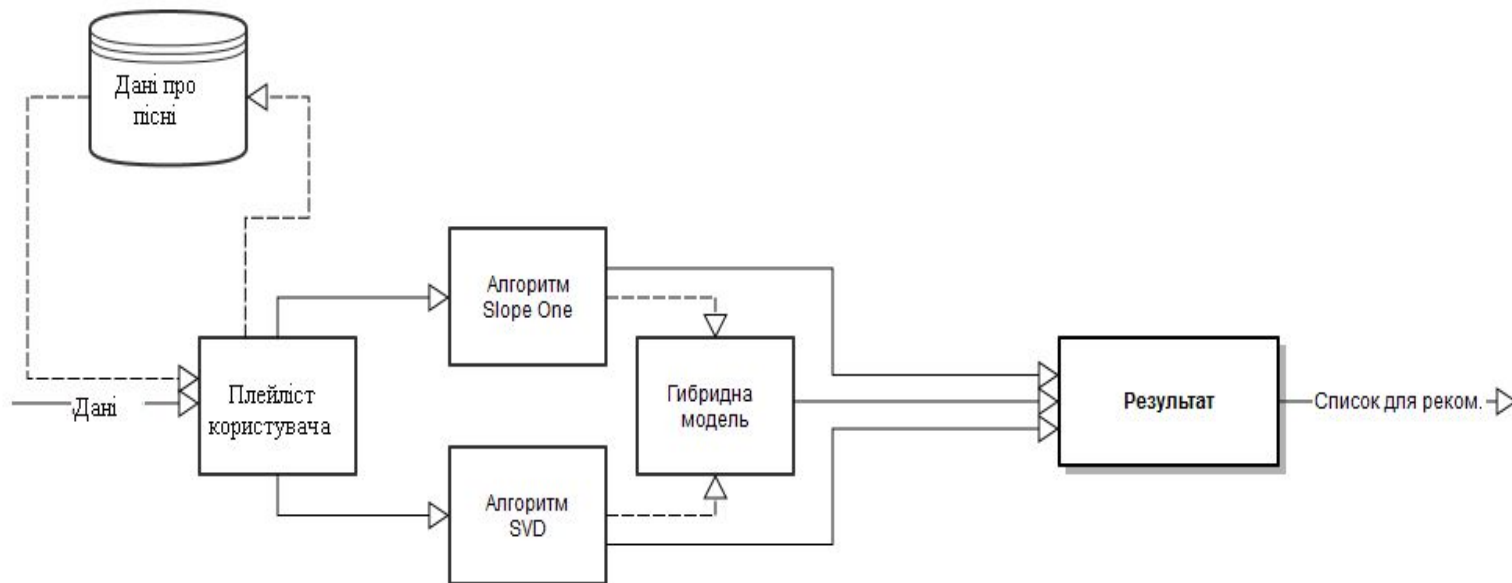 Дані про
пісні
Алгоритм
Slope One
Дані
Плейліст
користувача
Гибридна
модель
Результат
Список для реком.
Алгоритм
SVD